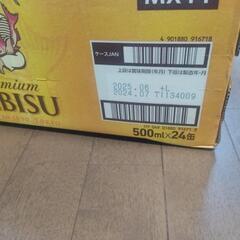 MX11
4 901880 916718
ケースJAN
上段は賞味期限(年月) 下段は製造年・月
2025.06 +L
2024.07 T1134009
emium
BISU
500ml×24缶